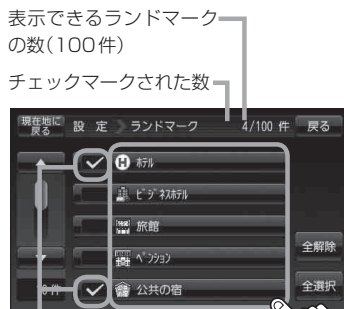 表示できるランドマーク
の数(100件)
チェックマークされた数
現在地に
戻る
設 定 ランドマーク 4/100 件 戻る
ホテル
ビジネスホテル
旅館
ペンション
全解除
公共の宿
全選択